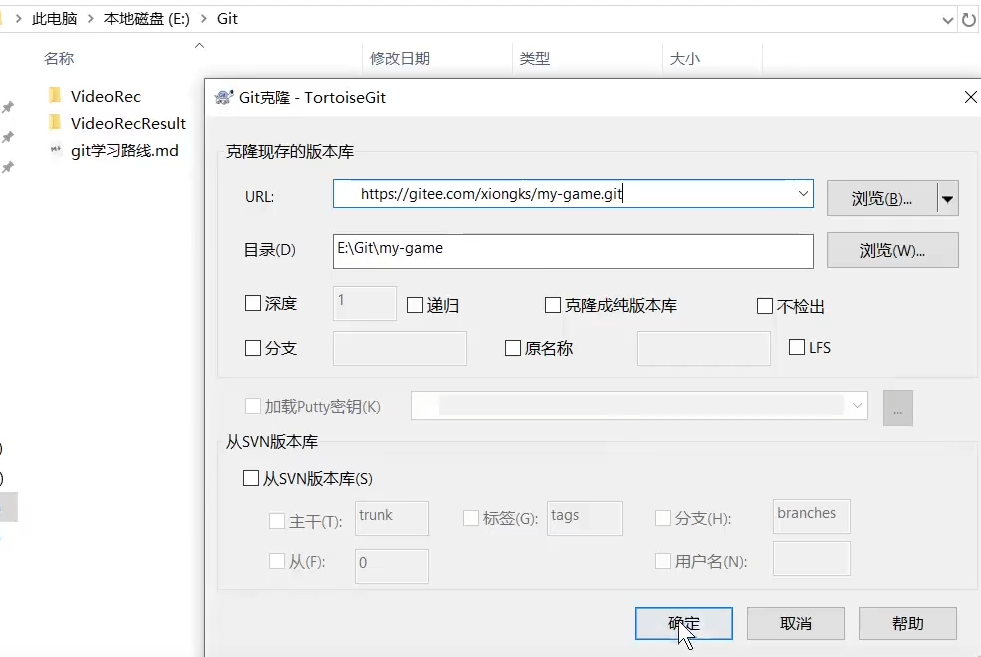 此电脑 > 本地磁盘 (E:) > Git
名称 修改日期 类型 大小
VideoRec
VideoRecResult
git学习路线.md
Git克隆 - TortoiseGit
克隆现存的版本库
URL: https://gitee.com/xiongks/my-game.git 浏览(B)...
目录(D) E:\Git\my-game 浏览(W)...
深度 1 递归 克隆成纯版本库 不检出
分支 原名称 LFS
加载Putty密钥(K) ...
从SVN版本库
从SVN版本库(S)
主干(T): trunk 标签(G): tags 分支(H): branches
从(F): 0 用户名(N):
确定 取消 帮助